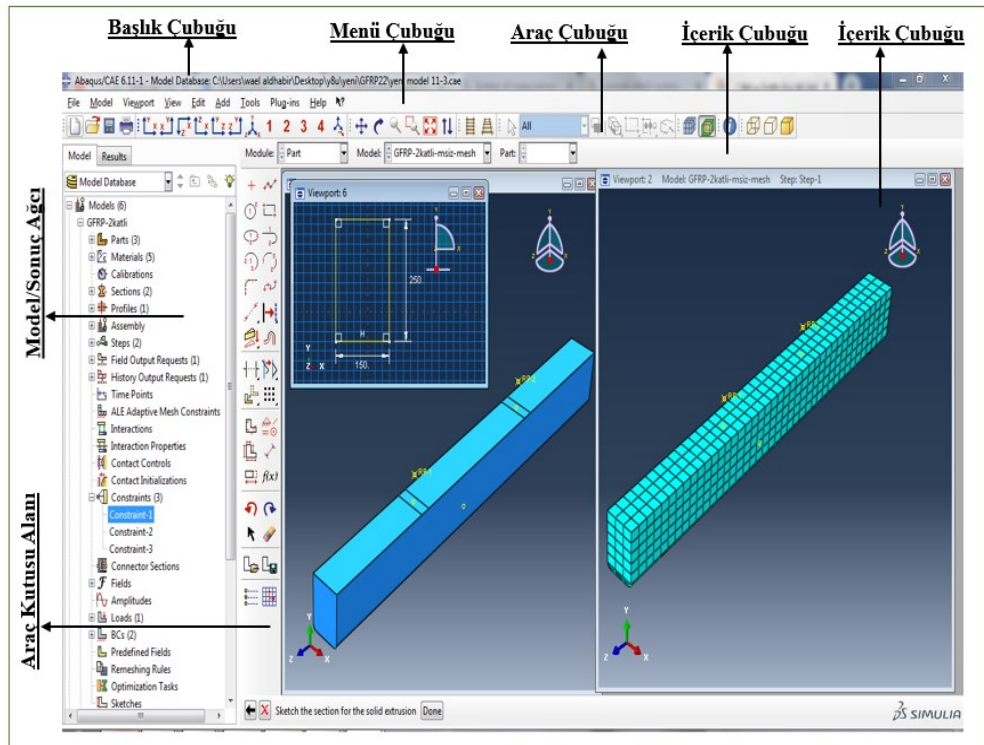 Başlık Çubuğu Menü Çubuğu Araç Çubuğu İçerik Çubuğu İçerik Çubuğu
Model/Sonuç Ağcı
Araç Kutusu Alanı
Abaqus/CAE 6.11-1 - Model Database: C:\Users\wael aldhabir\Desktop\y8u\yeni\GFRP22\yeni model 11-3.cae
File Model Viewport View Edit Add Tools Plug-ins Help
1 2 3 4 All
Model Results Module: Part Model: GFRP-2katli-msiz-mesh Part:
Model Database
Models (6)
GFRP-2katli
Parts (3)
Materials (5)
Calibrations
Sections (2)
Profiles (1)
Assembly
Steps (2)
Field Output Requests (1)
History Output Requests (1)
Time Points
ALE Adaptive Mesh Constraints
Interactions
Interaction Properties
Contact Controls
Contact Initializations
Constraints (3)
Constraint-1
Constraint-2
Constraint-3
Connector Sections
Fields
Amplitudes
Loads (1)
BCs (2)
Predefined Fields
Remeshing Rules
Optimization Tasks
Sketches
f(x)
Viewport: 6
250.
H
150.
Y
Z X
Y
Z X
Viewport: 2 Model: GFRP-2katli-msiz-mesh Step: Step-1
Y
Z X
Sketch the section for the solid extrusion Done
SIMULIA